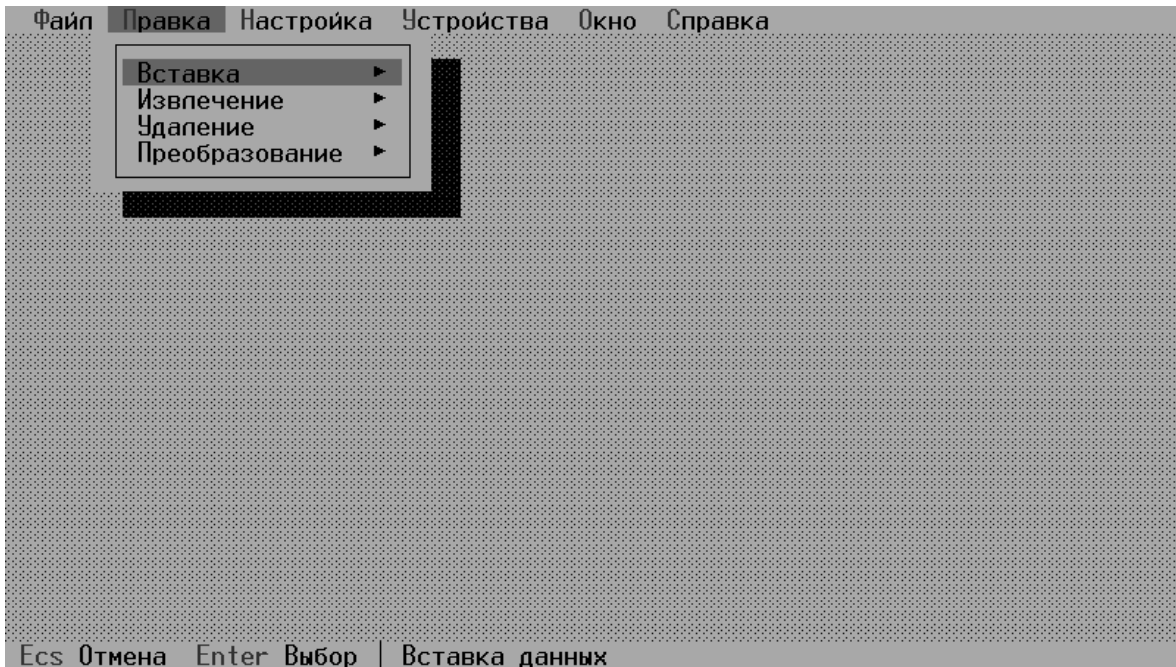 Файл Правка Настройка Устройства Окно Справка
Вставка ►
Извлечение ►
Удаление ►
Преобразование ►
Ecs Отмена Enter Выбор | Вставка данных